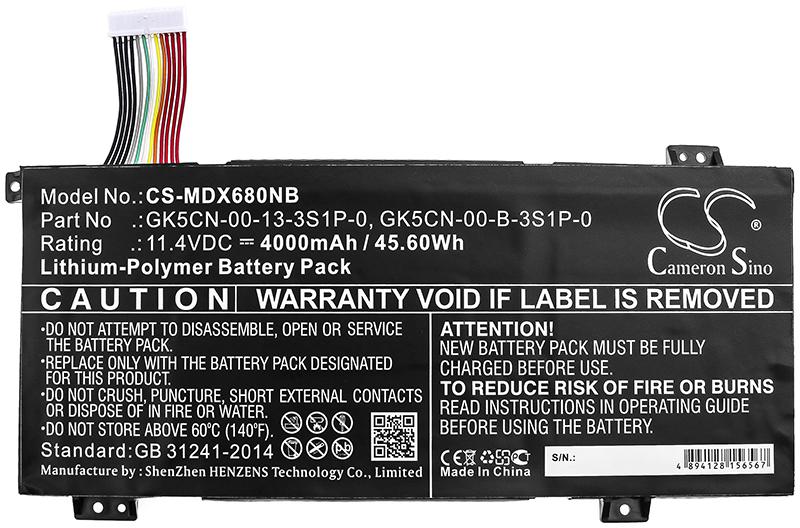 Model No.:CS-MDX680NB
Part No .:GK5CN-00-13-3S1P-0, GK5CN-00-B-3S1P-0
Rating .:11.4VDC ⎓ 4000mAh / 45.60Wh
Lithium-Polymer Battery Pack
CS
®
Cameron Sino
CAUTION
WARRANTY VOID IF LABEL IS REMOVED
•DO NOT ATTEMPT TO DISASSEMBLE, OPEN OR SERVICE
THE BATTERY PACK.
•REPLACE ONLY WITH THE BATTERY PACK DESIGNATED
FOR THIS PRODUCT.
•DO NOT CRUSH, PUNCTURE, SHORT EXTERNAL CONTACTS
OR DISPOSE OF IN FIRE OR WATER.
•DO NOT STORE ABOVE 60°C (140°F).
Standard:GB 31241-2014
Manufacture by :ShenZhen HENZENS Technology Co., Limited
ATTENTION!
NEW BATTERY PACK MUST BE FULLY
CHARGED BEFORE USE.
TO REDUCE RISK OF FIRE OR BURNS
READ INSTRUCTIONS OF OPERATING GUIDE
BEFORE USING THE BATTERY.
CE
Made In China
S/N.:
4 894128 156567